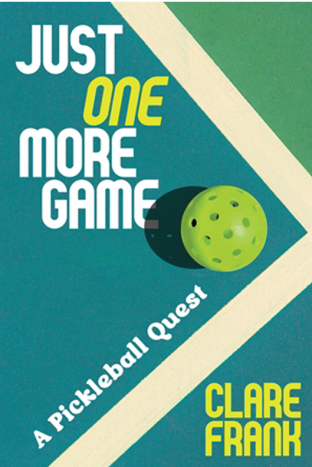 JUST
ONE
MORE
GAME
A Pickleball Quest
CLARE
FRANK